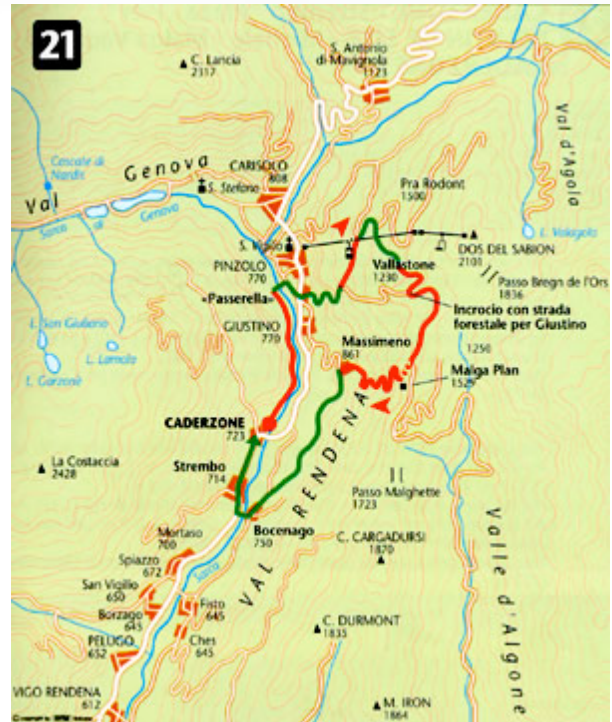 21
C. Lancia
2317
S. Antonio
di Mavignola
1123
Val d'Agola
Cascate di
Nardis
Val Genova
Sarca di Genova
S. Stefano
CARISOLO
808
Pra Rodont
1500
L. Valagola
S. Vigilio
PINZOLO
770
Vallastone
1230
DOS DEL SABION
2101
Passo Bregn de l'Ors
1836
«Passerella»
Incrocio con strada
forestale per Giustino
1250
L. San Giuliano
L. Garzonè
GIUSTINO
770
Massimeno
861
Malga Plan
CADERZONE
723
VAL RENDENA
La Costaccia
2428
Strembo
714
Passo Malghette
1723
Bocenago
750
Mortaso
700
Sarca
C. CARGADURSI
1870
Spiazzo
672
San Vigilio
650
Borzago
645
Fisto
645
Valle d'Algone
PELUGO
652
Ches
645
C. DURMONT
1835
VIGO RENDENA
612
M. IRON
1864